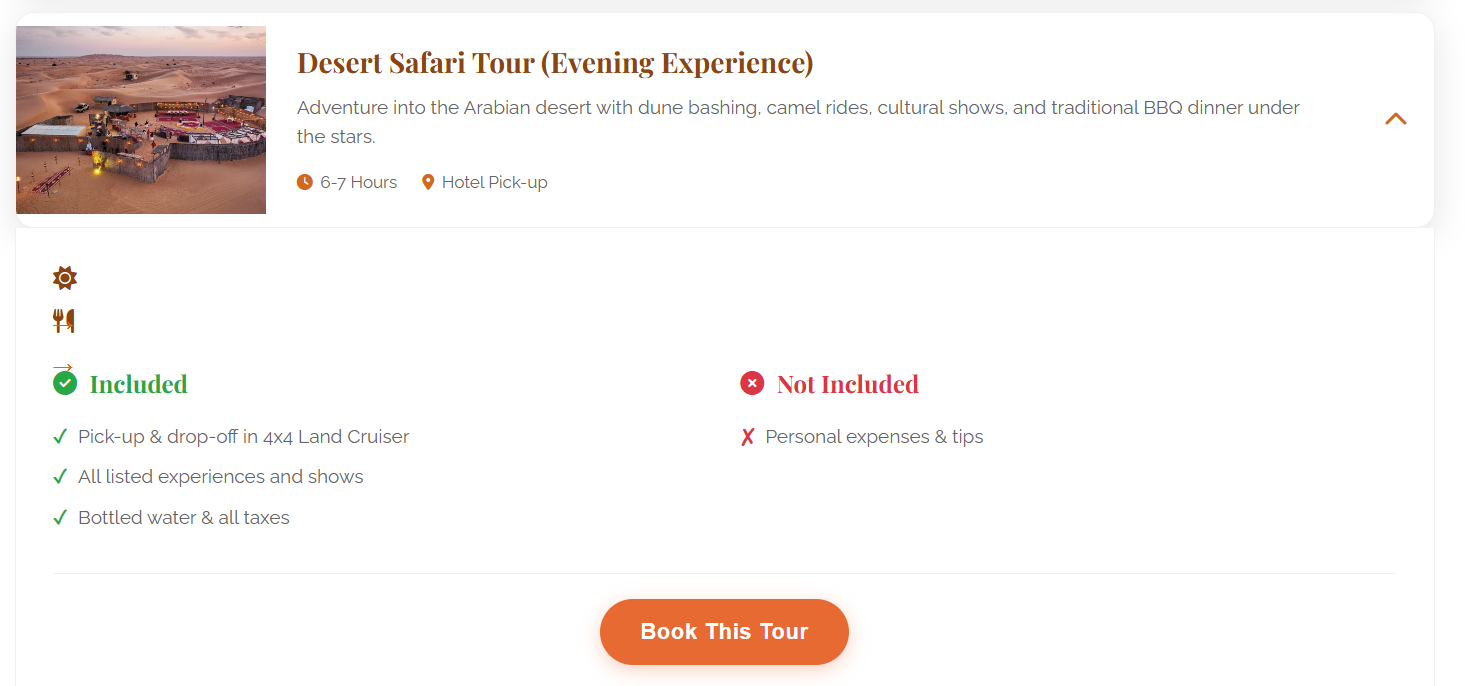 Desert Safari Tour (Evening Experience)
Adventure into the Arabian desert with dune bashing, camel rides, cultural shows, and traditional BBQ dinner under
the stars.
6-7 Hours Hotel Pick-up
Included
Not Included
Pick-up & drop-off in 4x4 Land Cruiser
Personal expenses & tips
All listed experiences and shows
Bottled water & all taxes
Book This Tour